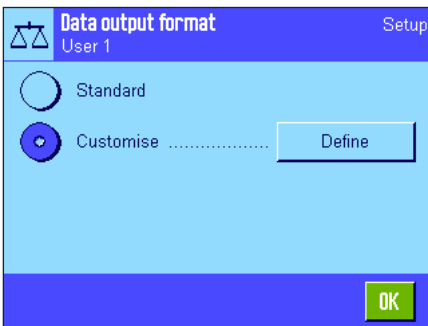 Data output format Setup
User 1
Standard
Customise ................... Define
OK